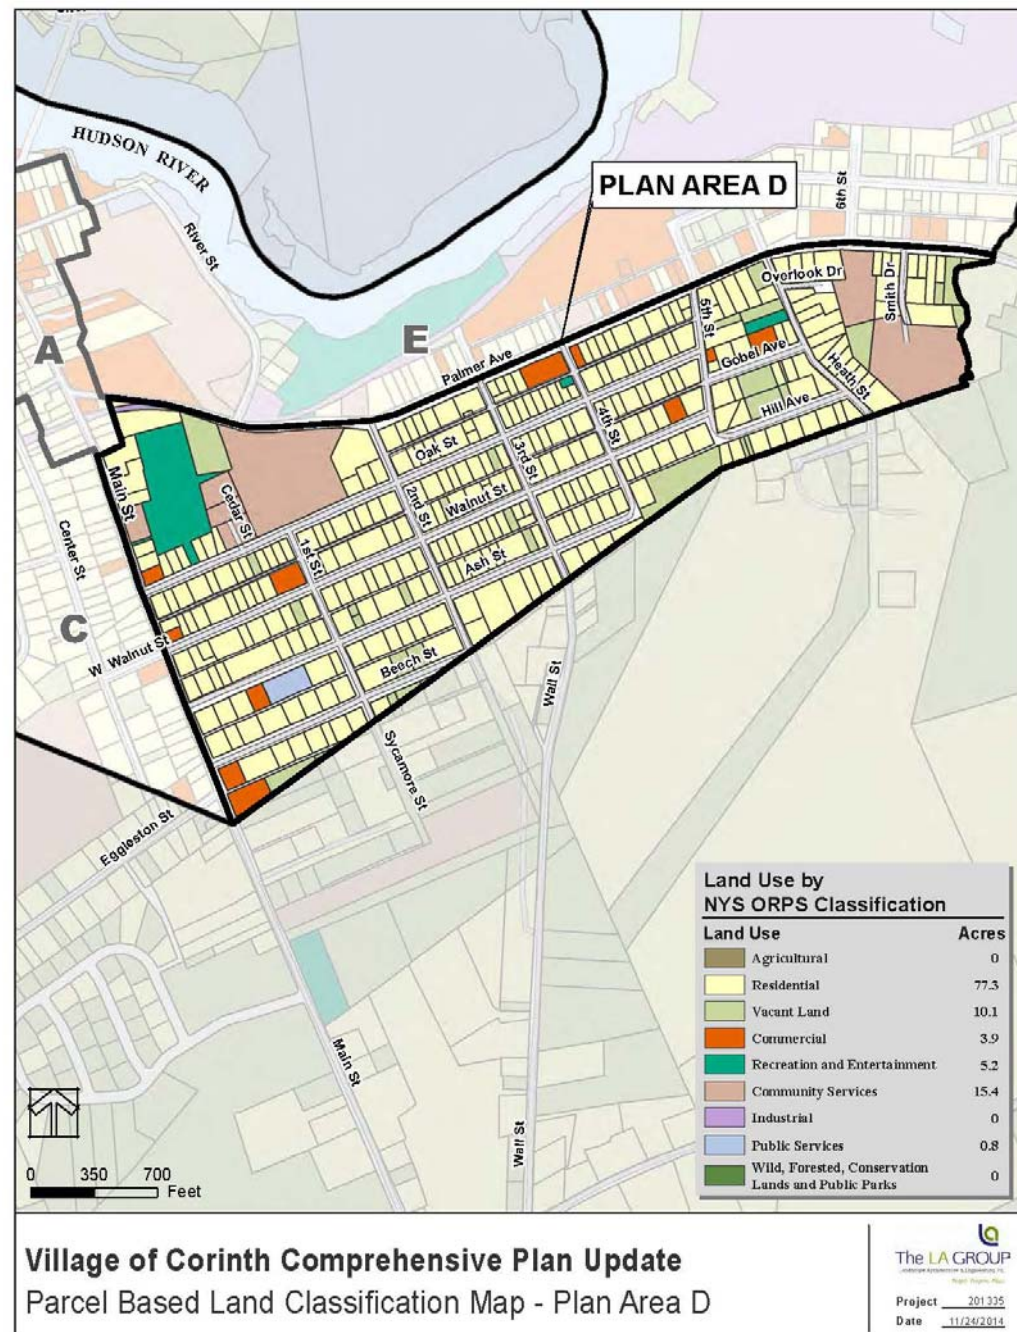 HUDSON RIVER
PLAN AREA D
6th St
River St
Overlook Dr
Smith Dr
A
E
5th St
Palmer Ave
Gobel Ave
Heath St
Hill Ave
4th St
Oak St
3rd St
Main St
Cedar St
2nd St
Walnut St
Center St
1st St
Ash St
C
W Walnut St
Beech St
Wall St
Sycamore St
Eggleston St
Main St
Wall St
Land Use by
NYS ORPS Classification
Land Use Acres
Agricultural 0
Residential 77.3
Vacant Land 10.1
Commercial 3.9
Recreation and Entertainment 5.2
Community Services 15.4
Industrial 0
Public Services 0.8
Wild, Forested, Conservation
Lands and Public Parks 0
0 350 700
Feet
Village of Corinth Comprehensive Plan Update
Parcel Based Land Classification Map - Plan Area D
The LA GROUP
Project 201335
Date 11/24/2014